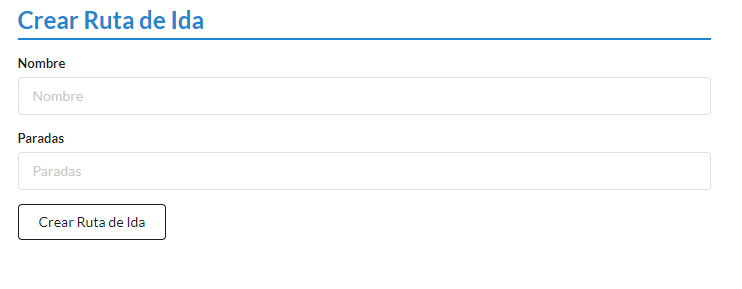 Crear Ruta de Ida
Nombre
Nombre
Paradas
Paradas
Crear Ruta de Ida